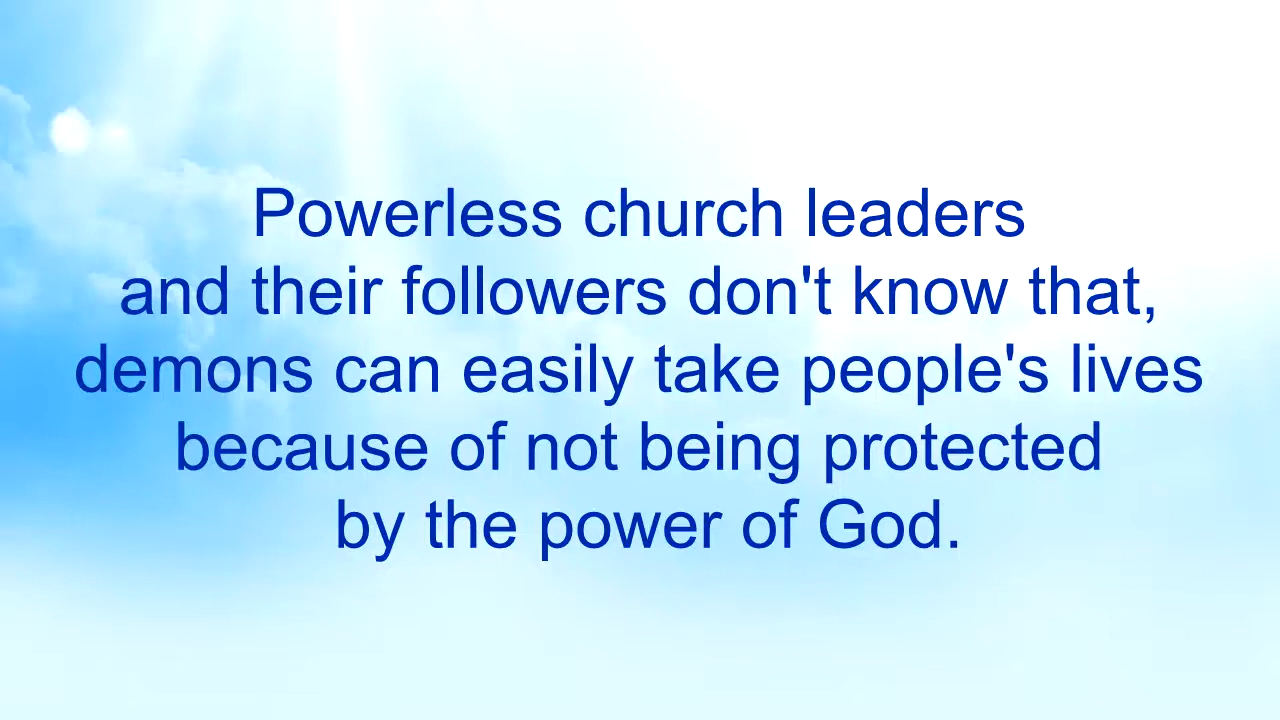 Powerless church leaders
and their followers don't know that,
demons can easily take people's lives
because of not being protected
by the power of God.